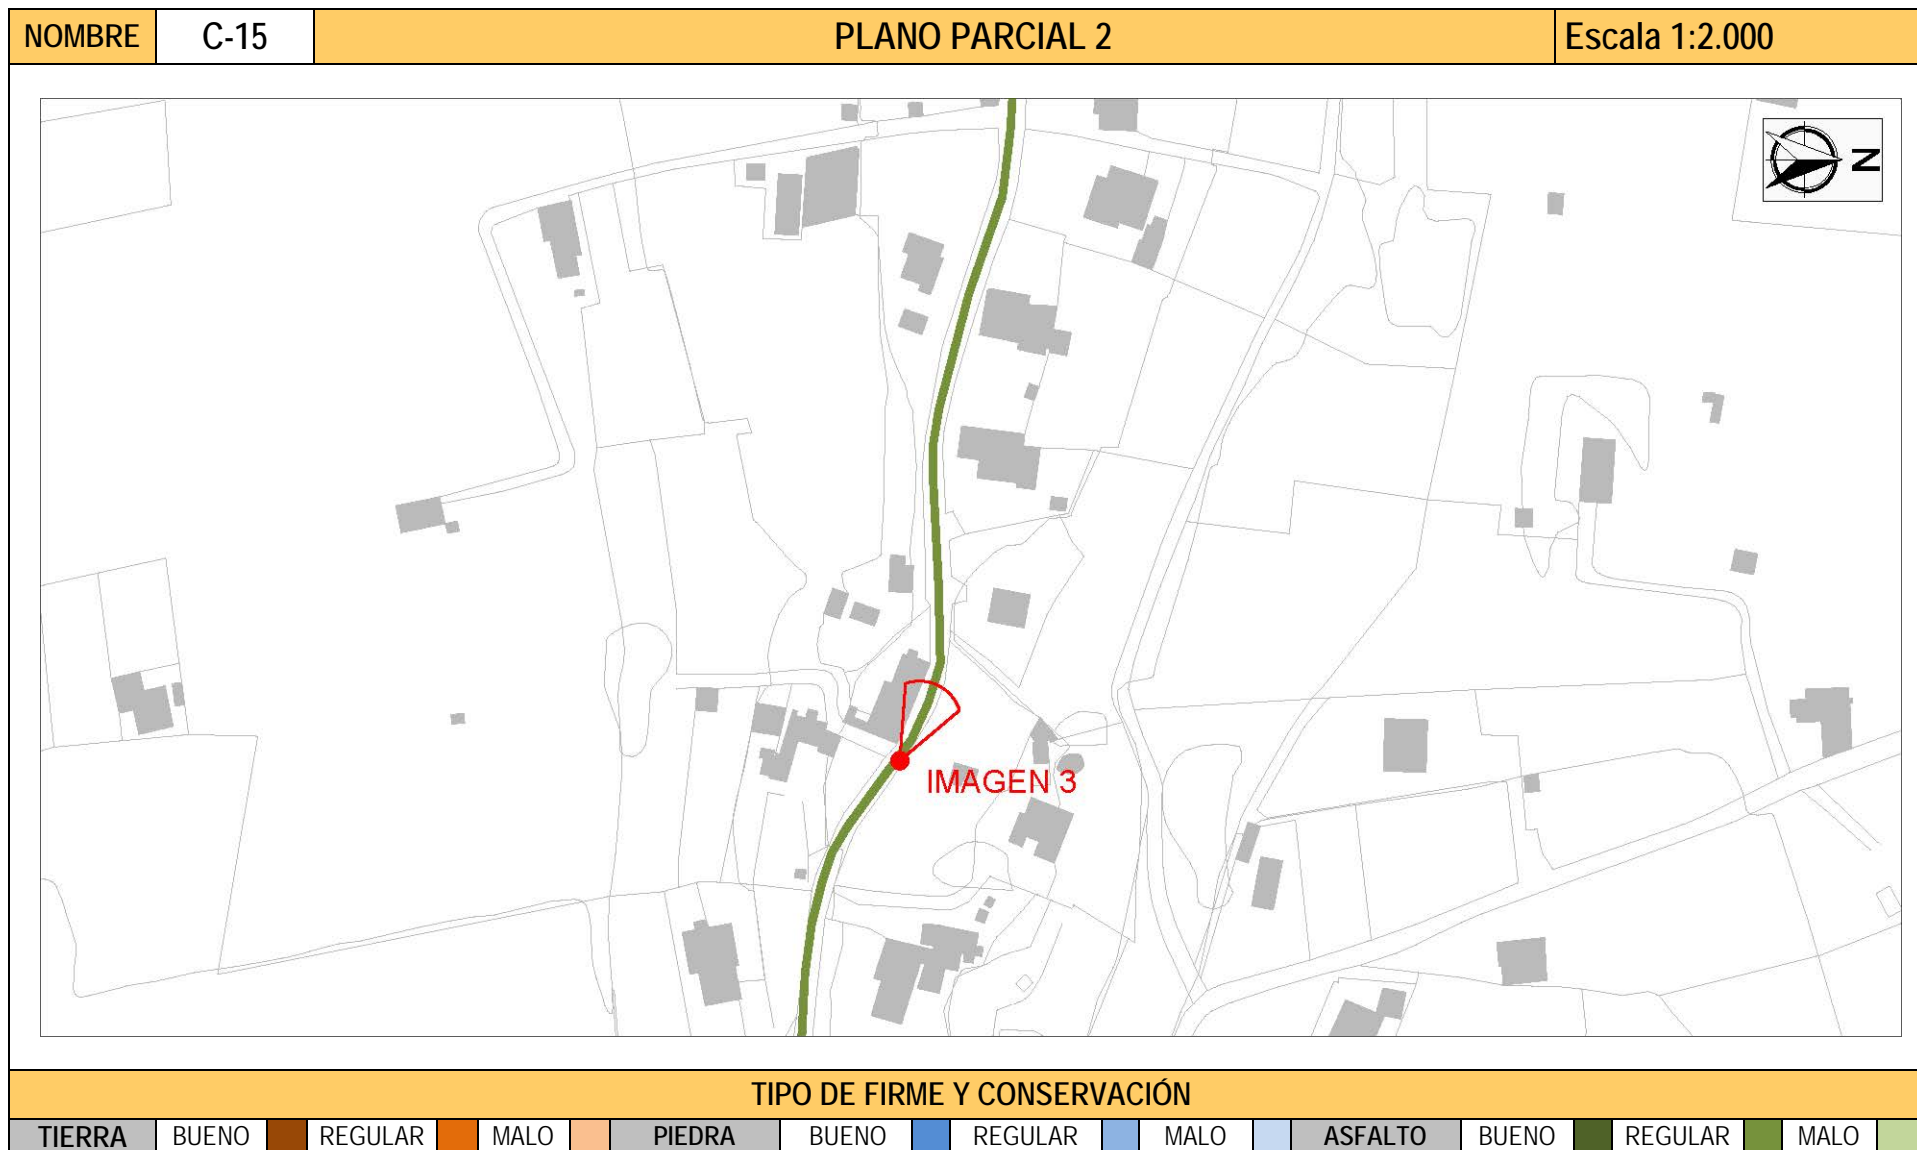 NOMBRE C-15 PLANO PARCIAL 2 Escala 1:2.000
N
IMAGEN 3
TIPO DE FIRME Y CONSERVACIÓN
TIERRA BUENO REGULAR MALO PIEDRA BUENO REGULAR MALO ASFALTO BUENO REGULAR MALO